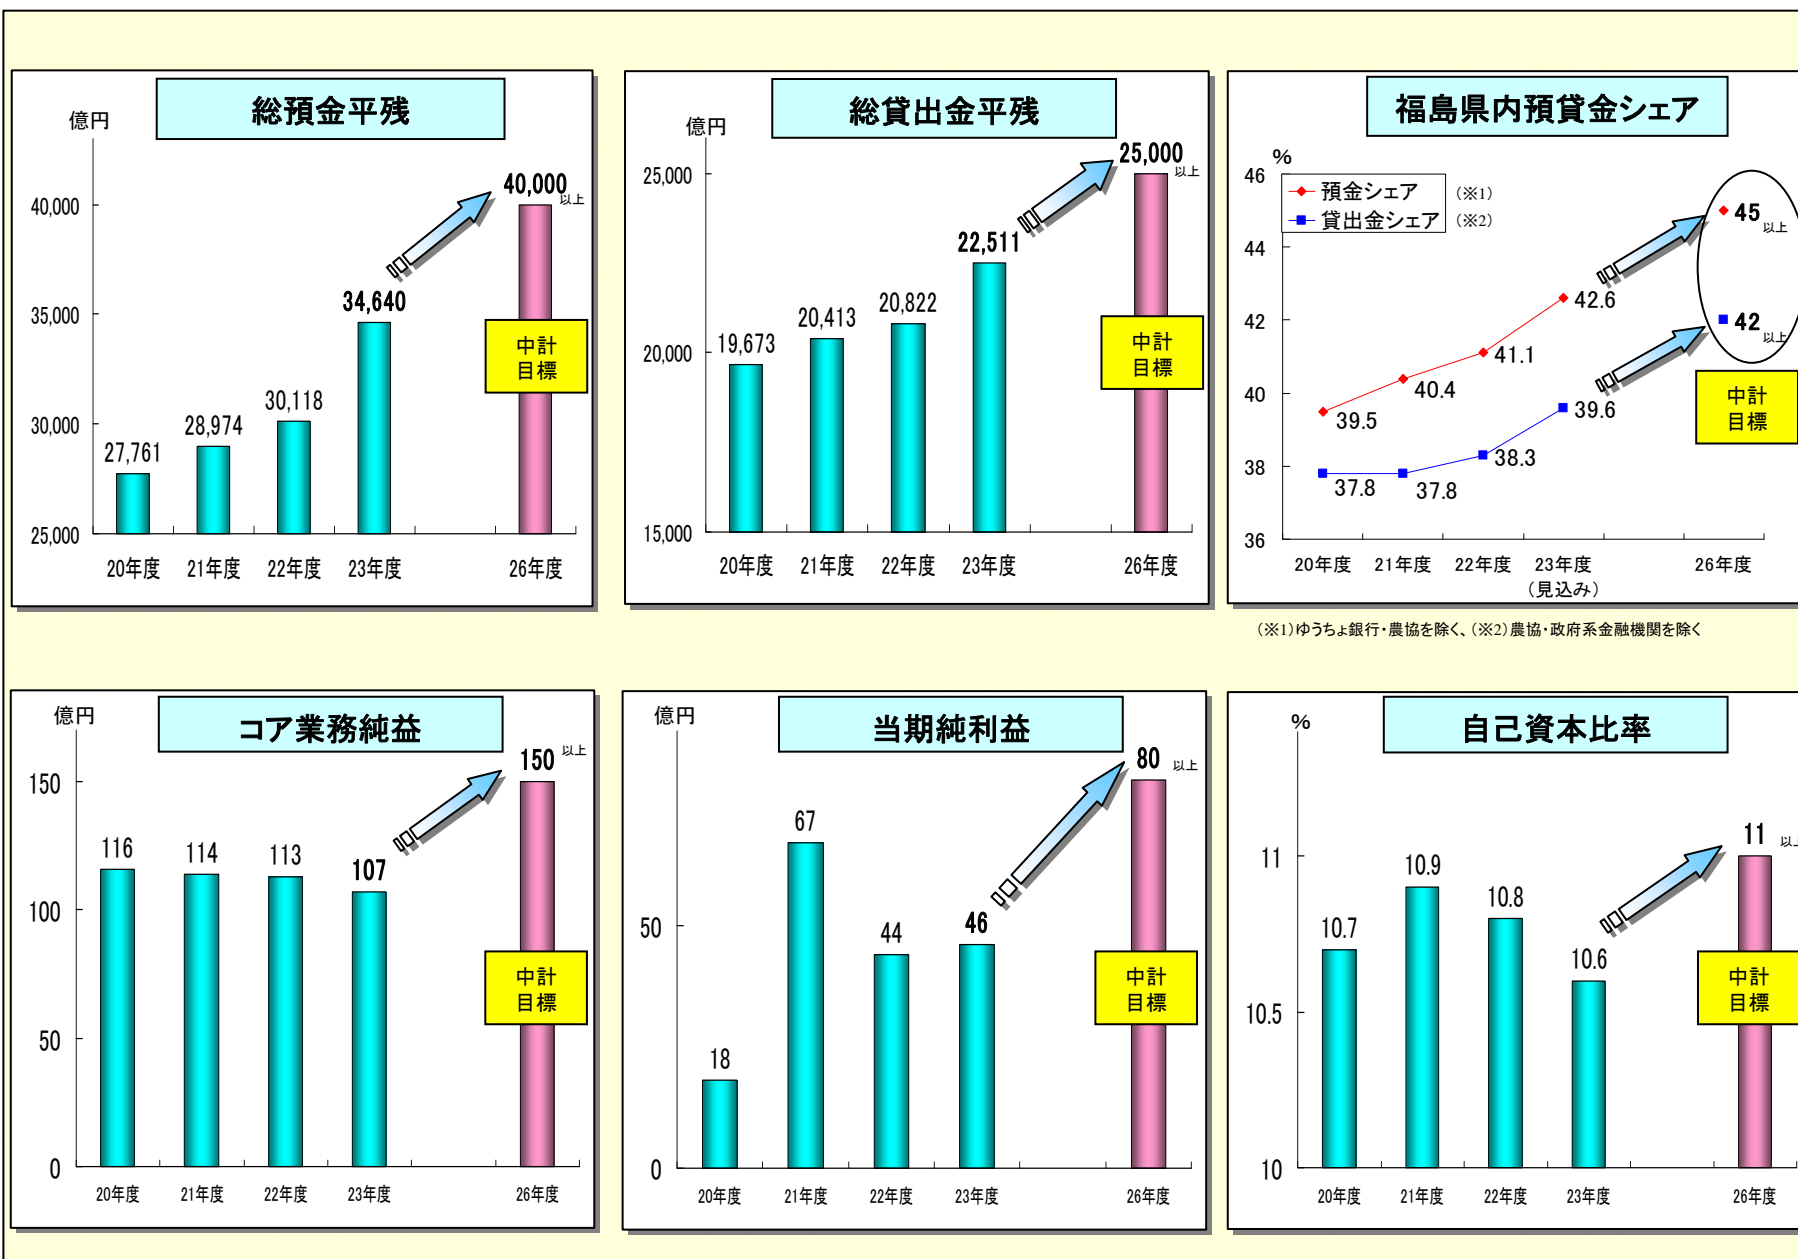 総預金平残
億円
40,000
35,000
30,000
25,000
27,761
28,974
30,118
34,640
40,000
以上
中計
目標
20年度
21年度
22年度
23年度
26年度
総貸出金平残
億円
25,000
20,000
15,000
19,673
20,413
20,822
22,511
25,000
以上
中計
目標
20年度
21年度
22年度
23年度
26年度
福島県内預貸金シェア
%
46
44
42
40
38
36
預金シェア (※1)
貸出金シェア (※2)
39.5
40.4
41.1
42.6
45 以上
37.8
37.8
38.3
39.6
42 以上
中計
目標
20年度
21年度
22年度
23年度
(見込み)
26年度
(※1)ゆうちょ銀行・農協を除く、(※2)農協・政府系金融機関を除く
コア業務純益
億円
150
100
50
0
116
114
113
107
150 以上
中計
目標
20年度
21年度
22年度
23年度
26年度
当期純利益
億円
50
0
18
67
44
46
80 以上
中計
目標
20年度
21年度
22年度
23年度
26年度
自己資本比率
%
11
10.5
10
10.7
10.9
10.8
10.6
11 以上
中計
目標
20年度
21年度
22年度
23年度
26年度